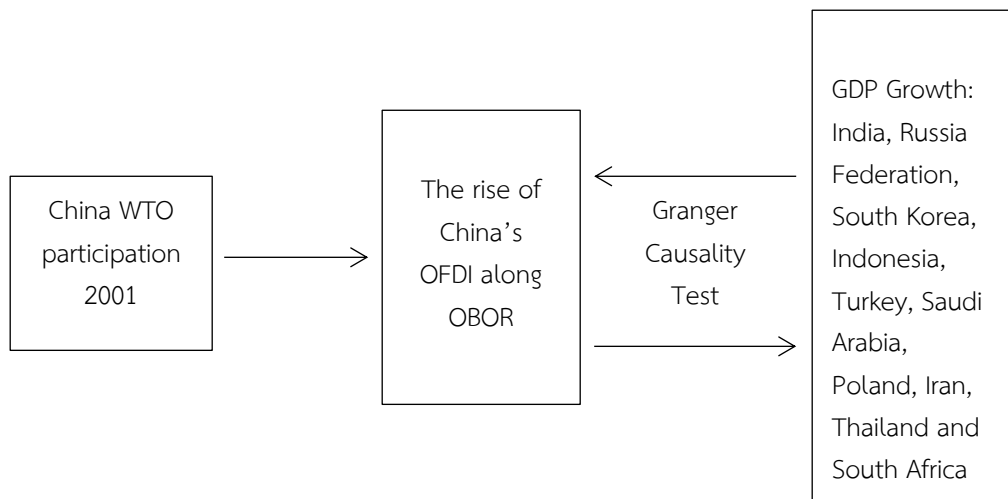 China WTO
participation
2001
The rise of
China's
OFDI along
OBOR
Granger
Causality
Test
GDP Growth:
India, Russia
Federation,
South Korea,
Indonesia,
Turkey, Saudi
Arabia,
Poland, Iran,
Thailand and
South Africa